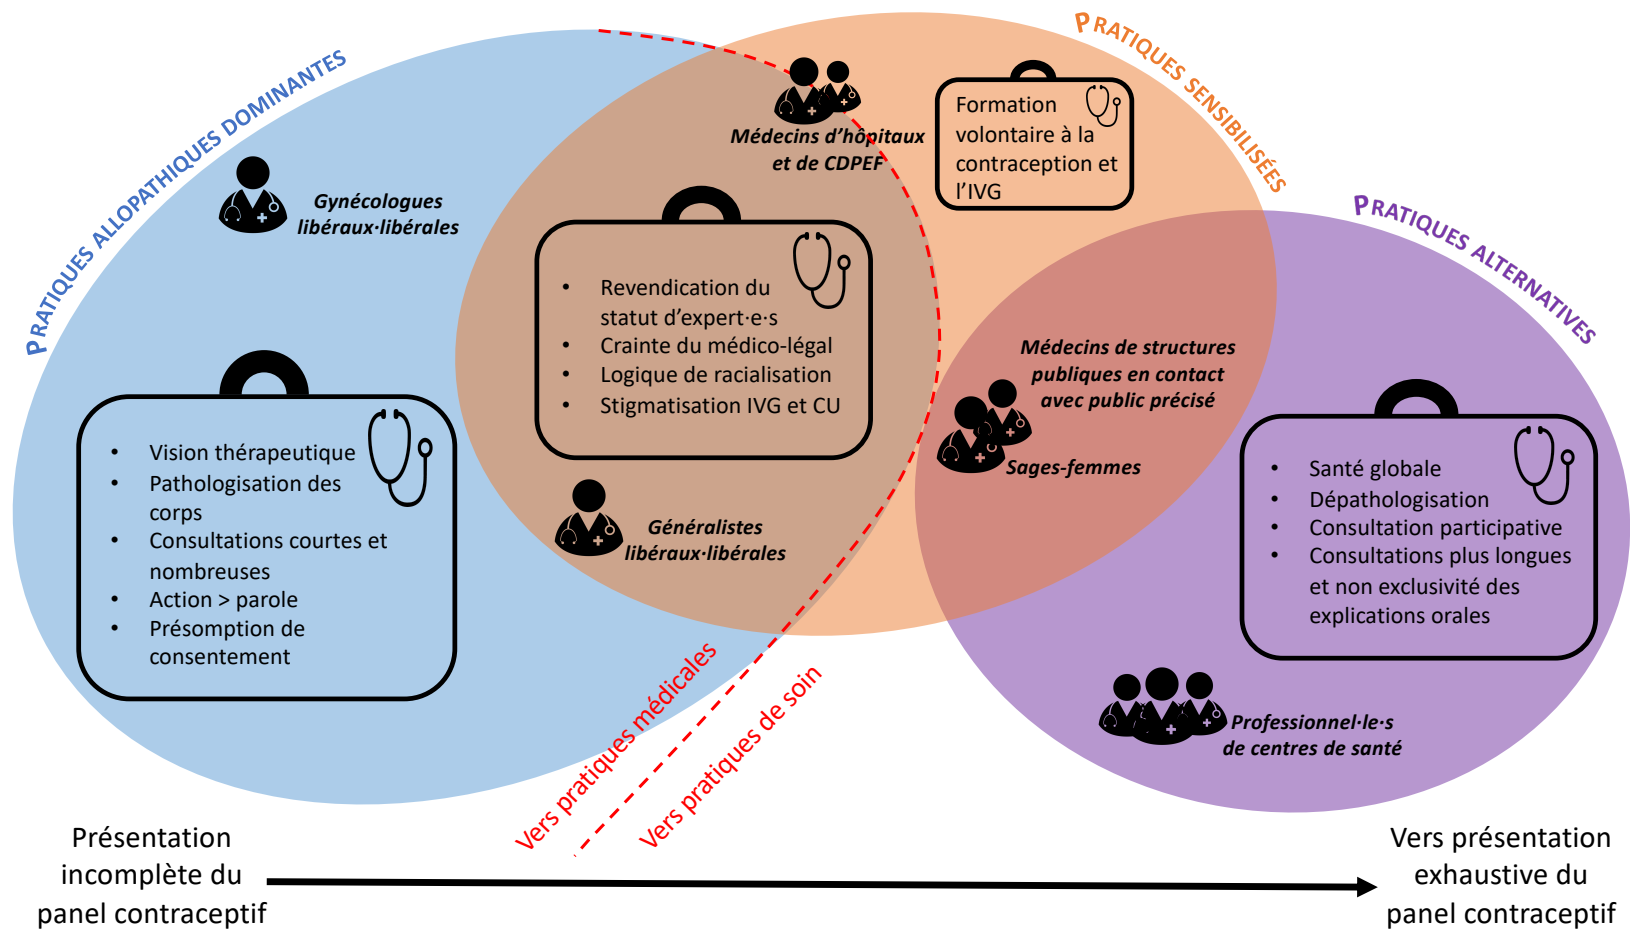 PRATIQUES ALLOPATHIQUES DOMINANTES
Gynécologues
libéraux·libérales
• Vision thérapeutique
• Pathologisation des
corps
• Consultations courtes et
nombreuses
• Action > parole
• Présomption de
consentement
Médecins d'hôpitaux
et de CDPEF
• Revendication du
statut d'expert·e·s
• Crainte du médico-légal
• Logique de racialisation
• Stigmatisation IVG et CU
Généralistes
libéraux·libérales
PRATIQUES SENSIBILISÉES
Formation
volontaire à la
contraception et
l'IVG
Médecins de structures
publiques en contact
avec public précisé
Sages-femmes
PRATIQUES ALTERNATIVES
• Santé globale
• Dépathologisation
• Consultation participative
• Consultations plus longues
et non exclusivité des
explications orales
Professionnel·le·s
de centres de santé
Vers pratiques médicales
Vers pratiques de soin
Présentation
incomplète du
panel contraceptif
Vers présentation
exhaustive du
panel contraceptif